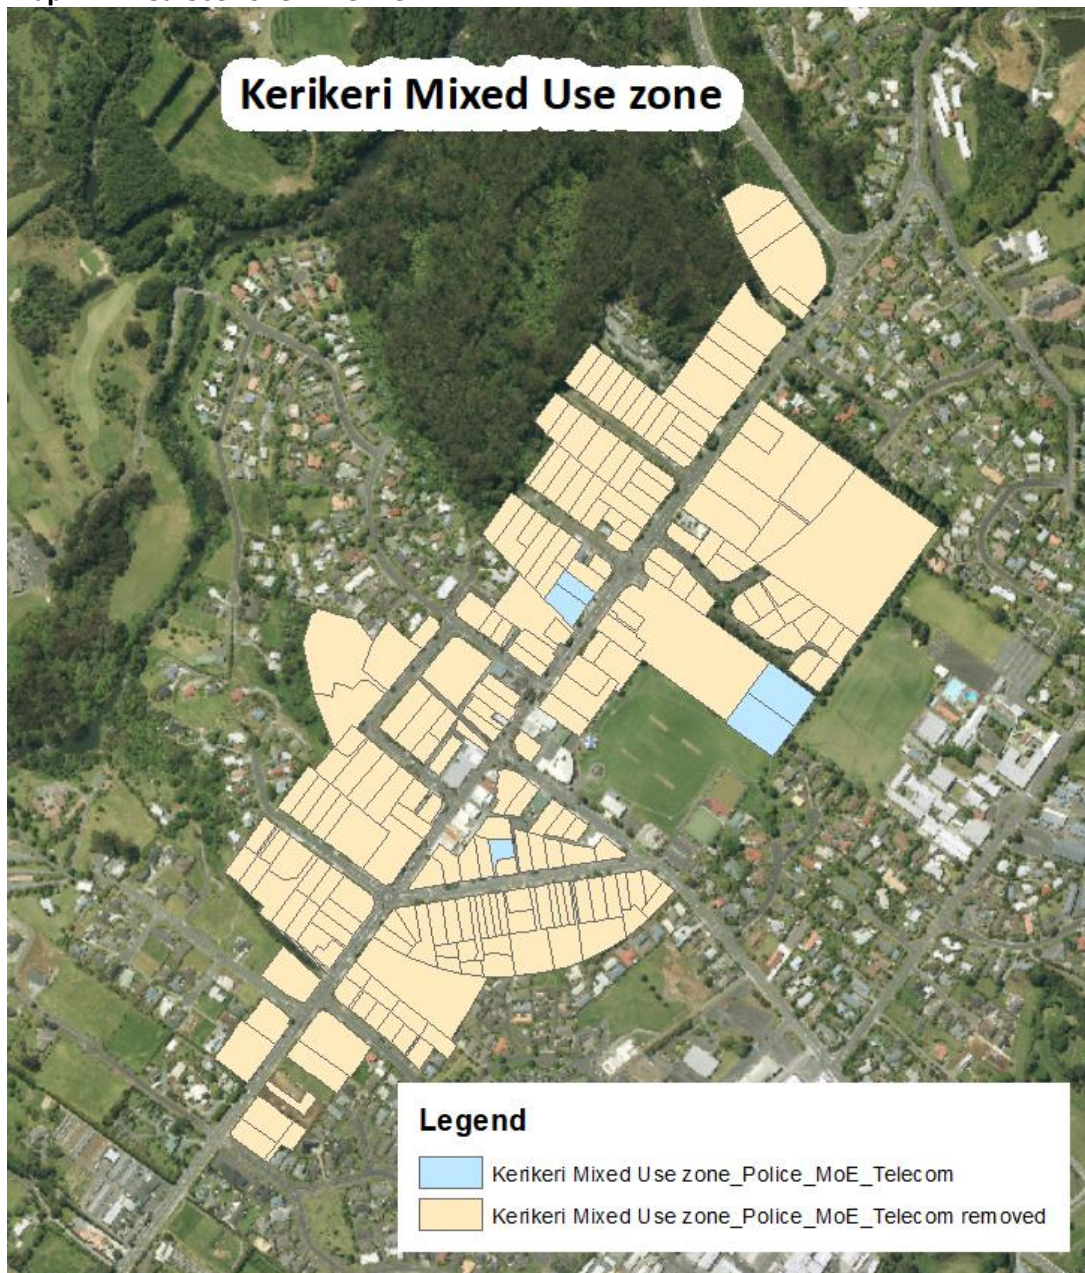 Kerikeri Mixed Use zone
Legend
Kerikeri Mixed Use zone_Police_MoE_Telecom
Kerikeri Mixed Use zone_Police_MoE_Telecom removed